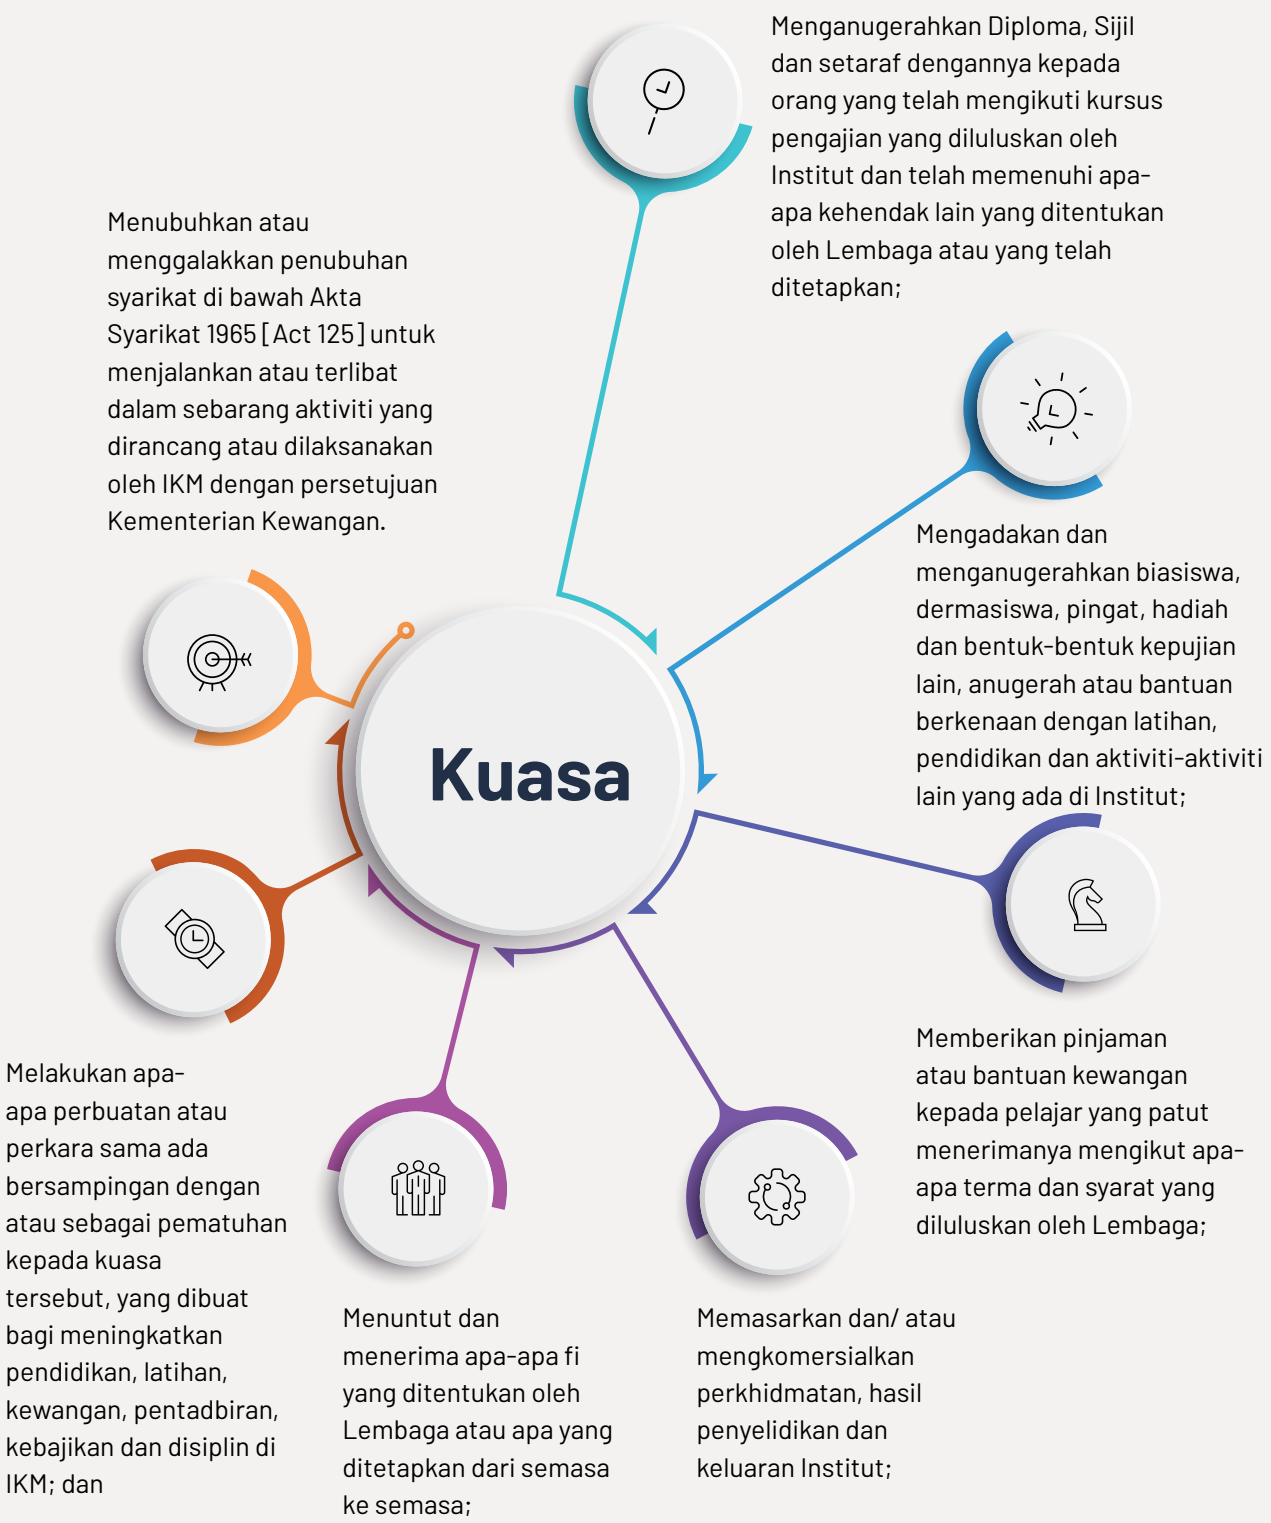 Menganugerahkan Diploma, Sijil
dan setaraf dengannya kepada
orang yang telah mengikuti kursus
pengajian yang diluluskan oleh
Institut dan telah memenuhi apa-
apa kehendak lain yang ditentukan
oleh Lembaga atau yang telah
ditetapkan;
Mengadakan dan
menganugerahkan biasiswa,
dermasiswa, pingat, hadiah
dan bentuk-bentuk kepujian
lain, anugerah atau bantuan
berkenaan dengan latihan,
pendidikan dan aktiviti-aktiviti
lain yang ada di Institut;
Memberikan pinjaman
atau bantuan kewangan
kepada pelajar yang patut
menerimanya mengikut apa-
apa terma dan syarat yang
diluluskan oleh Lembaga;
Memasarkan dan/ atau
mengkomersialkan
perkhidmatan, hasil
penyelidikan dan
keluaran Institut;
Menuntut dan
menerima apa-apa fi
yang ditentukan oleh
Lembaga atau apa yang
ditetapkan dari semasa
ke semasa;
Melakukan apa-
apa perbuatan atau
perkara sama ada
bersampingan dengan
atau sebagai pematuhan
kepada kuasa
tersebut, yang dibuat
bagi meningkatkan
pendidikan, latihan,
kewangan, pentadbiran,
kebajikan dan disiplin di
IKM; dan
Menubuhkan atau
menggalakkan penubuhan
syarikat di bawah Akta
Syarikat 1965 [Act 125] untuk
menjalankan atau terlibat
dalam sebarang aktiviti yang
dirancang atau dilaksanakan
oleh IKM dengan persetujuan
Kementerian Kewangan.
Kuasa